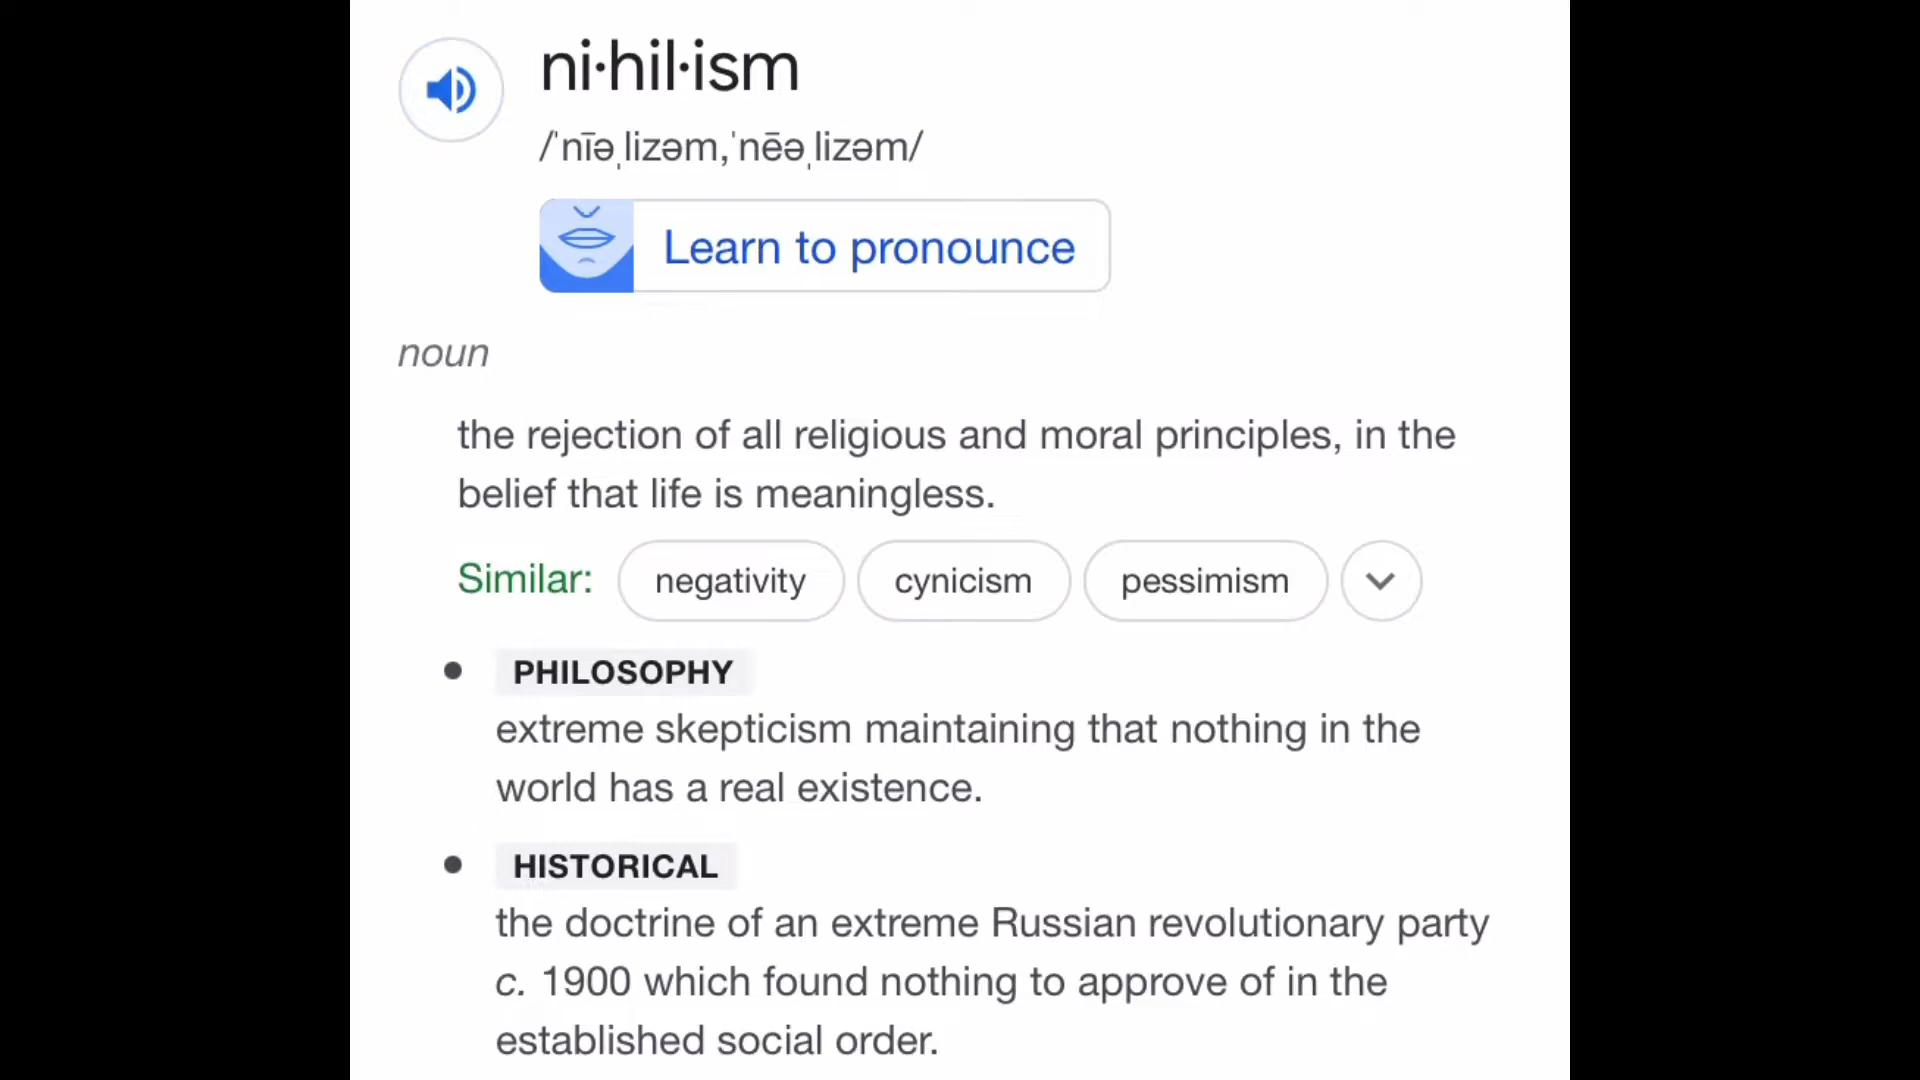 ni·hil·ism
/ˈnīəˌlizəm,ˈnēəˌlizəm/
Learn to pronounce
noun
the rejection of all religious and moral principles, in the
belief that life is meaningless.
Similar: negativity cynicism pessimism
PHILOSOPHY
extreme skepticism maintaining that nothing in the
world has a real existence.
HISTORICAL
the doctrine of an extreme Russian revolutionary party
c. 1900 which found nothing to approve of in the
established social order.